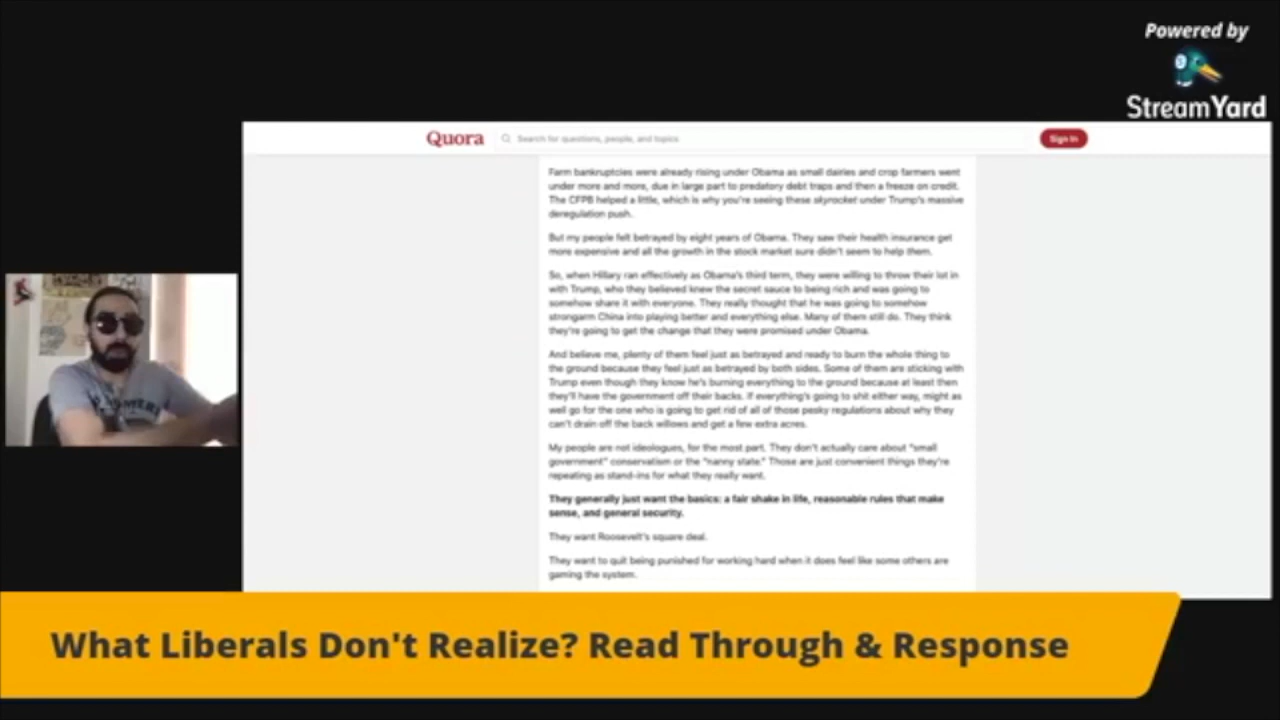 Powered by
StreamYard
Quora
Search for questions, people, and topics
Sign In
Farm bankruptcies were already rising under Obama as small dairies and crop farmers went
under more and more, due in large part to predatory debt traps and then a freeze on credit.
The CFPB helped a little, which is why you're seeing these skyrocket under Trump's massive
deregulation push.
But my people felt betrayed by eight years of Obama. They saw their health insurance get
more expensive and all the growth in the stock market sure didn't seem to help them.
So, when Hillary ran effectively as Obama's third term, they were willing to throw their lot in
with Trump, who they believed knew the secret sauce to being rich and was going to
somehow share it with everyone. They really thought that he was going to somehow
strongarm China into playing better and everything else. Many of them still do. They think
they're going to get the change that they were promised under Obama.
And believe me, plenty of them feel just as betrayed and ready to burn the whole thing to
the ground because they feel just as betrayed by both sides. Some of them are sticking with
Trump even though they know he's burning everything to the ground because at least then
they'll have the government off their backs. If everything's going to shit either way, might as
well go for the one who is going to get rid of all of those pesky regulations about why they
can't drain off the back willows and get a few extra acres.
My people are not ideologues, for the most part. They don't actually care about "small
government" conservatism or the "nanny state." Those are just convenient things they're
repeating as stand-ins for what they really want.
They generally just want the basics: a fair shake in life, reasonable rules that make
sense, and general security.
They want Roosevelt's square deal.
They want to quit being punished for working hard when it does feel like some others are
gaming the system.
What Liberals Don't Realize? Read Through & Response